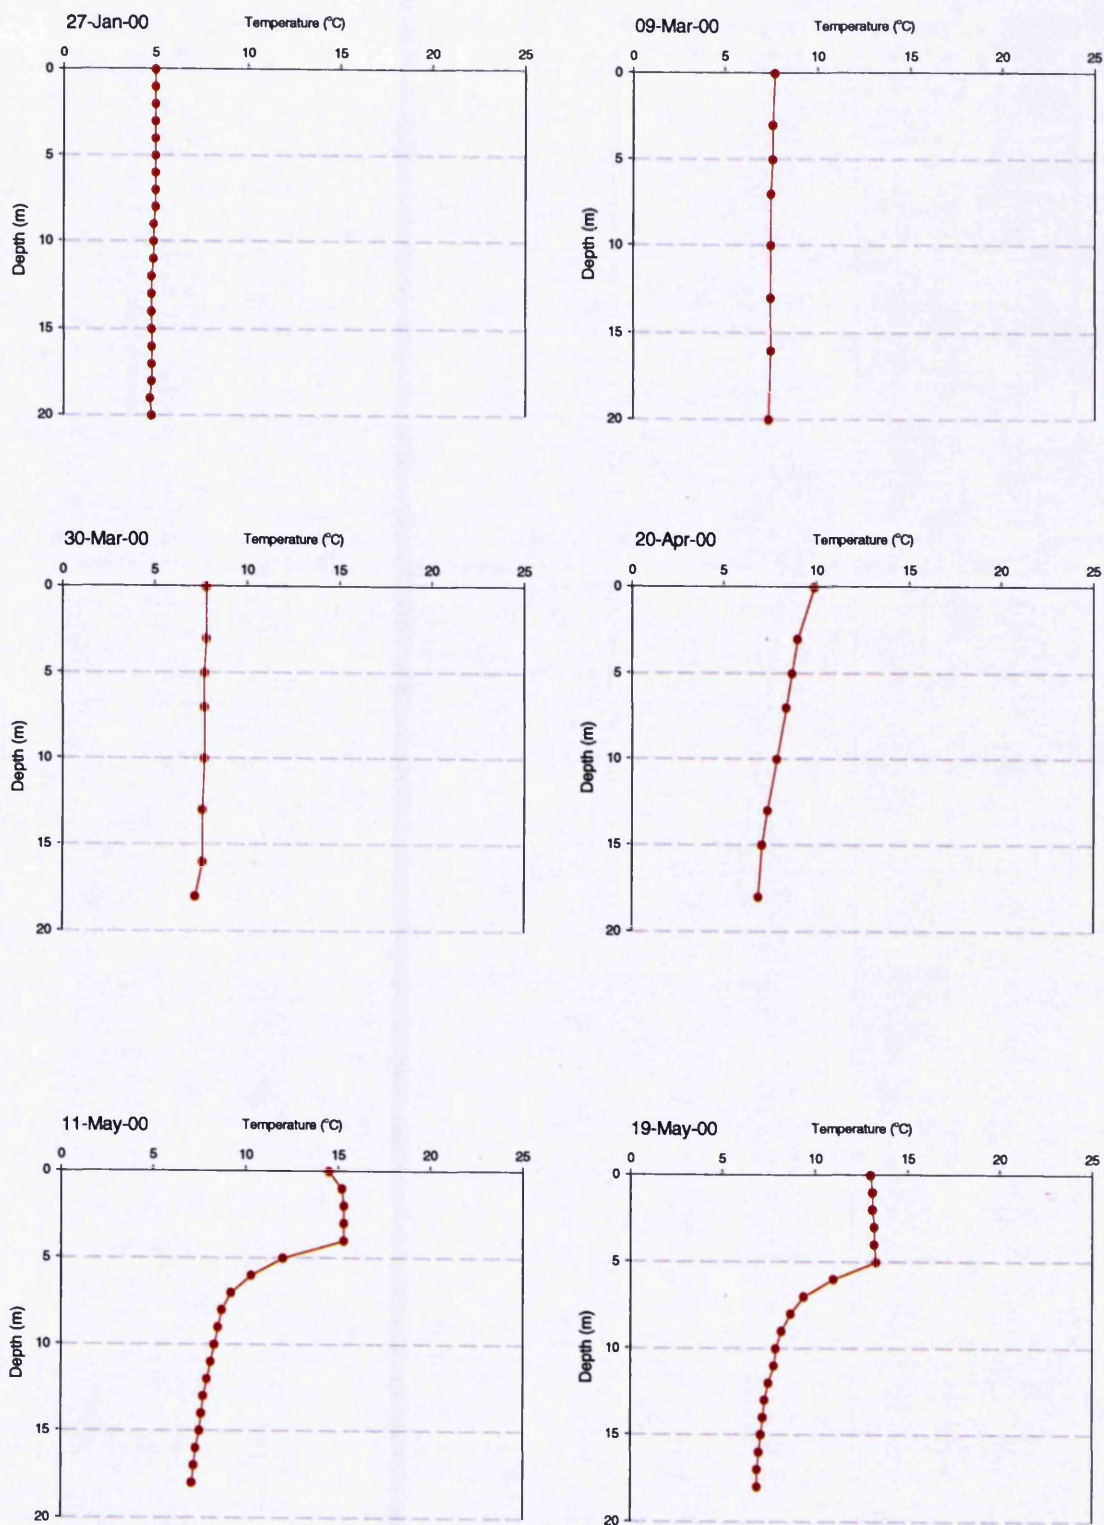 27-Jan-00 Temperature (°C)
0 5 10 15 20 25
0
5
10
15
20
Depth (m)
09-Mar-00 Temperature (°C)
0 5 10 15 20 25
0
5
10
15
20
Depth (m)
30-Mar-00 Temperature (°C)
0 5 10 15 20 25
0
5
10
15
20
Depth (m)
20-Apr-00 Temperature (°C)
0 5 10 15 20 25
0
5
10
15
20
Depth (m)
11-May-00 Temperature (°C)
0 5 10 15 20 25
0
5
10
15
20
Depth (m)
19-May-00 Temperature (°C)
0 5 10 15 20 25
0
5
10
15
20
Depth (m)